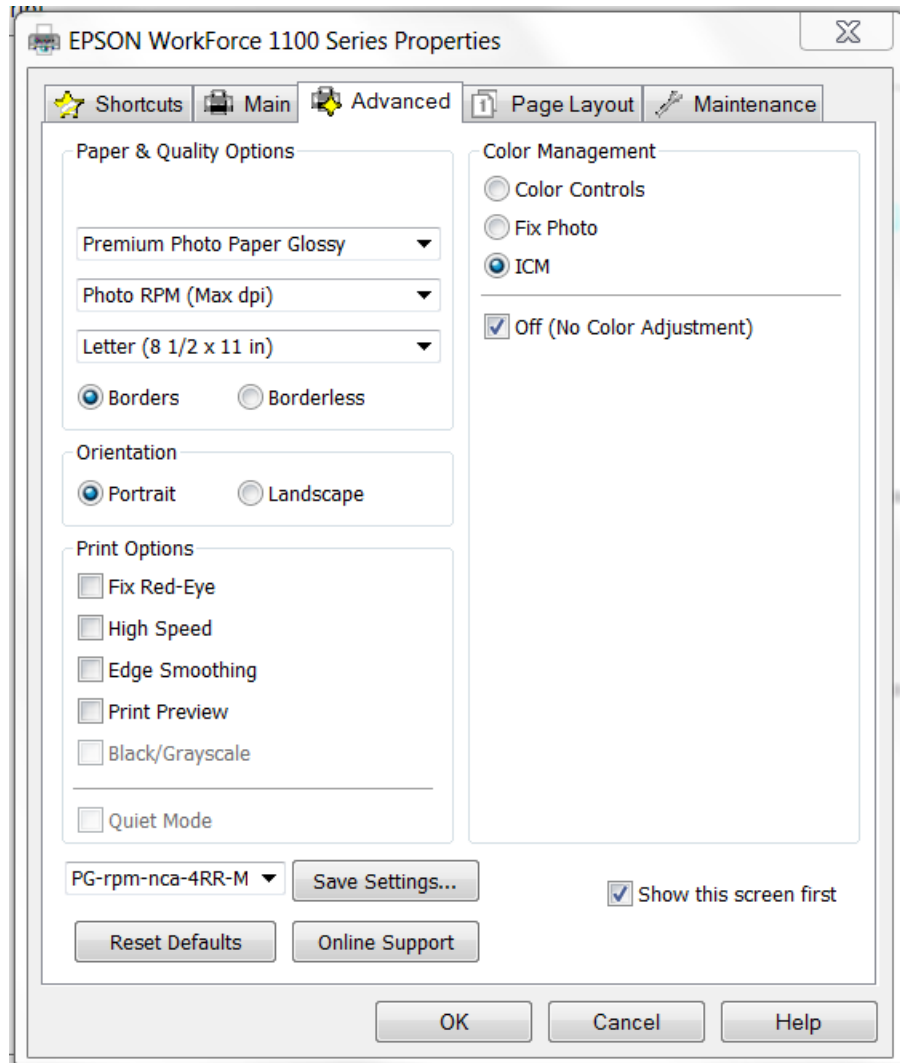 EPSON WorkForce 1100 Series Properties
Shortcuts
Main
Advanced
1
Page Layout
Maintenance
Paper & Quality Options
Premium Photo Paper Glossy
Photo RPM (Max dpi)
Letter (8 1/2 x 11 in)
Borders
Borderless
Orientation
Portrait
Landscape
Print Options
Fix Red-Eye
High Speed
Edge Smoothing
Print Preview
Black/Grayscale
Quiet Mode
Color Management
Color Controls
Fix Photo
ICM
Off (No Color Adjustment)
PG-rpm-nca-4RR-M
Save Settings...
Show this screen first
Reset Defaults
Online Support
OK
Cancel
Help